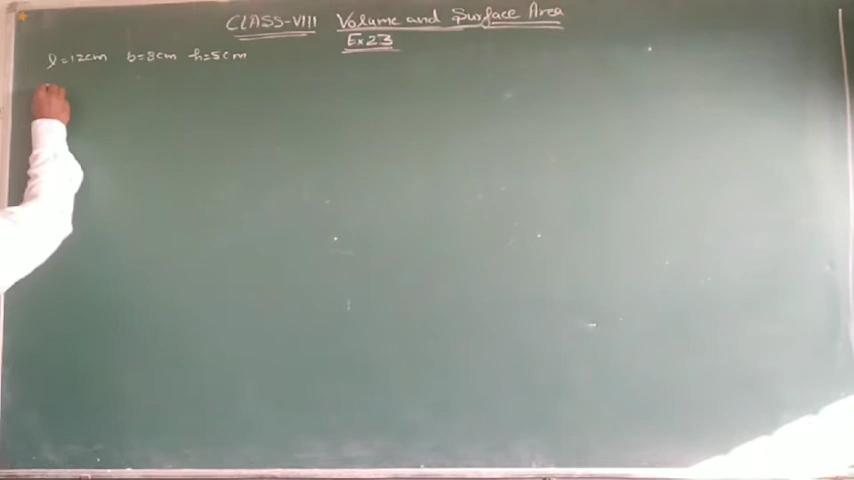 CLASS-VIII Volume and Surface Area
Ex 23
l=12cm b=8cm h=5cm